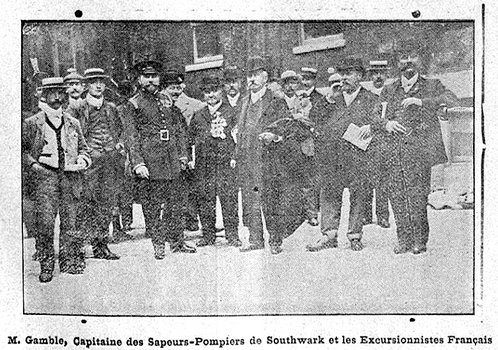 M. Gamble, Capitaine des Sapeurs-Pompiers de Southwark et les Excursionnistes Français